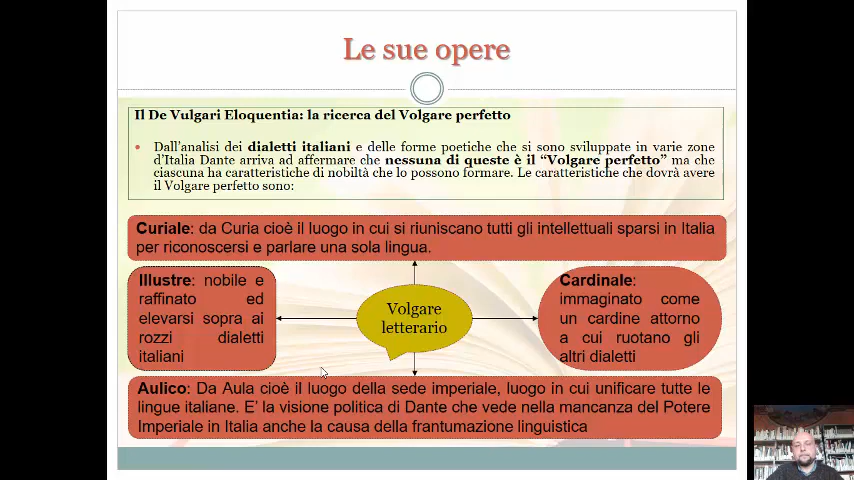 Le sue opere
Il De Vulgari Eloquentia: la ricerca del Volgare perfetto
Dall'analisi dei dialetti italiani e delle forme poetiche che si sono sviluppate in varie zone
d'Italia Dante arriva ad affermare che nessuna di queste è il “Volgare perfetto” ma che
ciascuna ha caratteristiche di nobiltà che lo possono formare. Le caratteristiche che dovrà avere
il Volgare perfetto sono:
Curiale: da Curia cioè il luogo in cui si riuniscano tutti gli intellettuali sparsi in Italia
per riconoscersi e parlare una sola lingua.
Illustre: nobile e
raffinato ed
elevarsi sopra ai
rozzi dialetti
italiani
Volgare
letterario
Cardinale:
immaginato come
un cardine attorno
a cui ruotano gli
altri dialetti
Aulico: Da Aula cioè il luogo della sede imperiale, luogo in cui unificare tutte le
lingue italiane. E' la visione politica di Dante che vede nella mancanza del Potere
Imperiale in Italia anche la causa della frantumazione linguistica